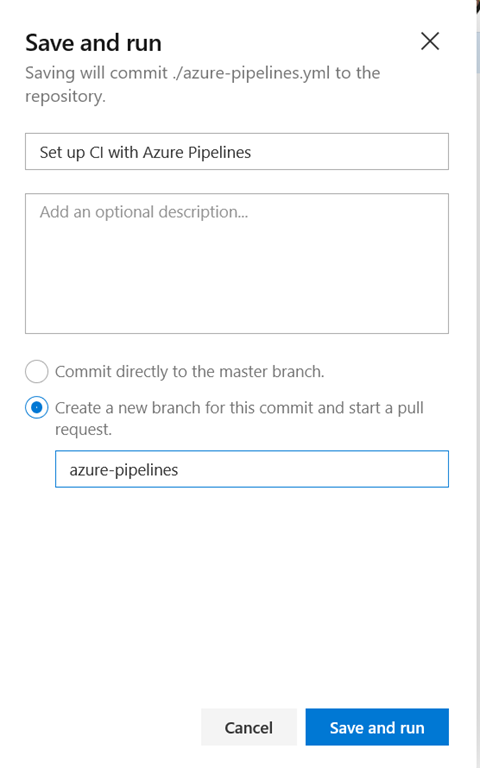 Save and run
Saving will commit ./azure-pipelines.yml to the
repository.
Set up CI with Azure Pipelines
Add an optional description...
Commit directly to the master branch.
Create a new branch for this commit and start a pull
request.
azure-pipelines
Cancel
Save and run